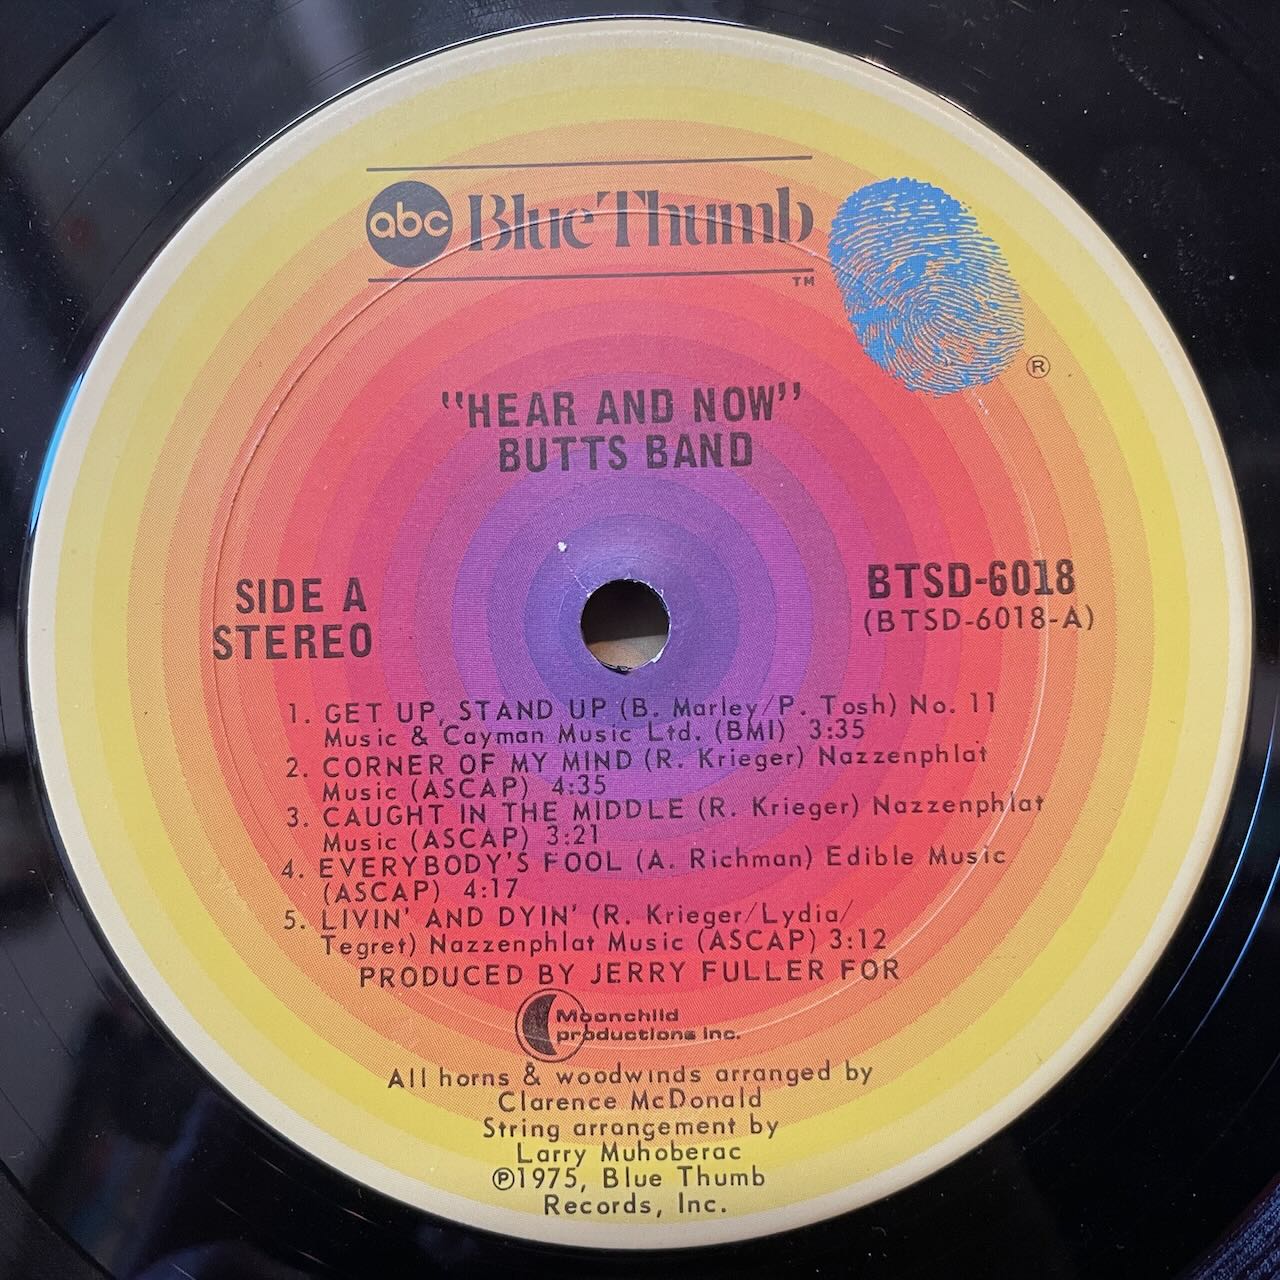 abc Blue Thumb
TM
®
"HEAR AND NOW"
BUTTS BAND
SIDE A
STEREO
BTSD-6018
(BTSD-6018-A)
1. GET UP, STAND UP (B. Marley/P. Tosh) No. 11
Music & Cayman Music Ltd. (BMI) 3:35
2. CORNER OF MY MIND (R. Krieger) Nazzenphlat
Music (ASCAP) 4:35
3. CAUGHT IN THE MIDDLE (R. Krieger) Nazzenphlat
Music (ASCAP) 3:21
4. EVERYBODY'S FOOL (A. Richman) Edible Music
(ASCAP) 4:17
5. LIVIN' AND DYIN' (R. Krieger/Lydia/
Tegret) Nazzenphlat Music (ASCAP) 3:12
PRODUCED BY JERRY FULLER FOR
Moonchild
productions inc.
All horns & woodwinds arranged by
Clarence McDonald
String arrangement by
Larry Muhoberac
℗1975, Blue Thumb
Records, Inc.